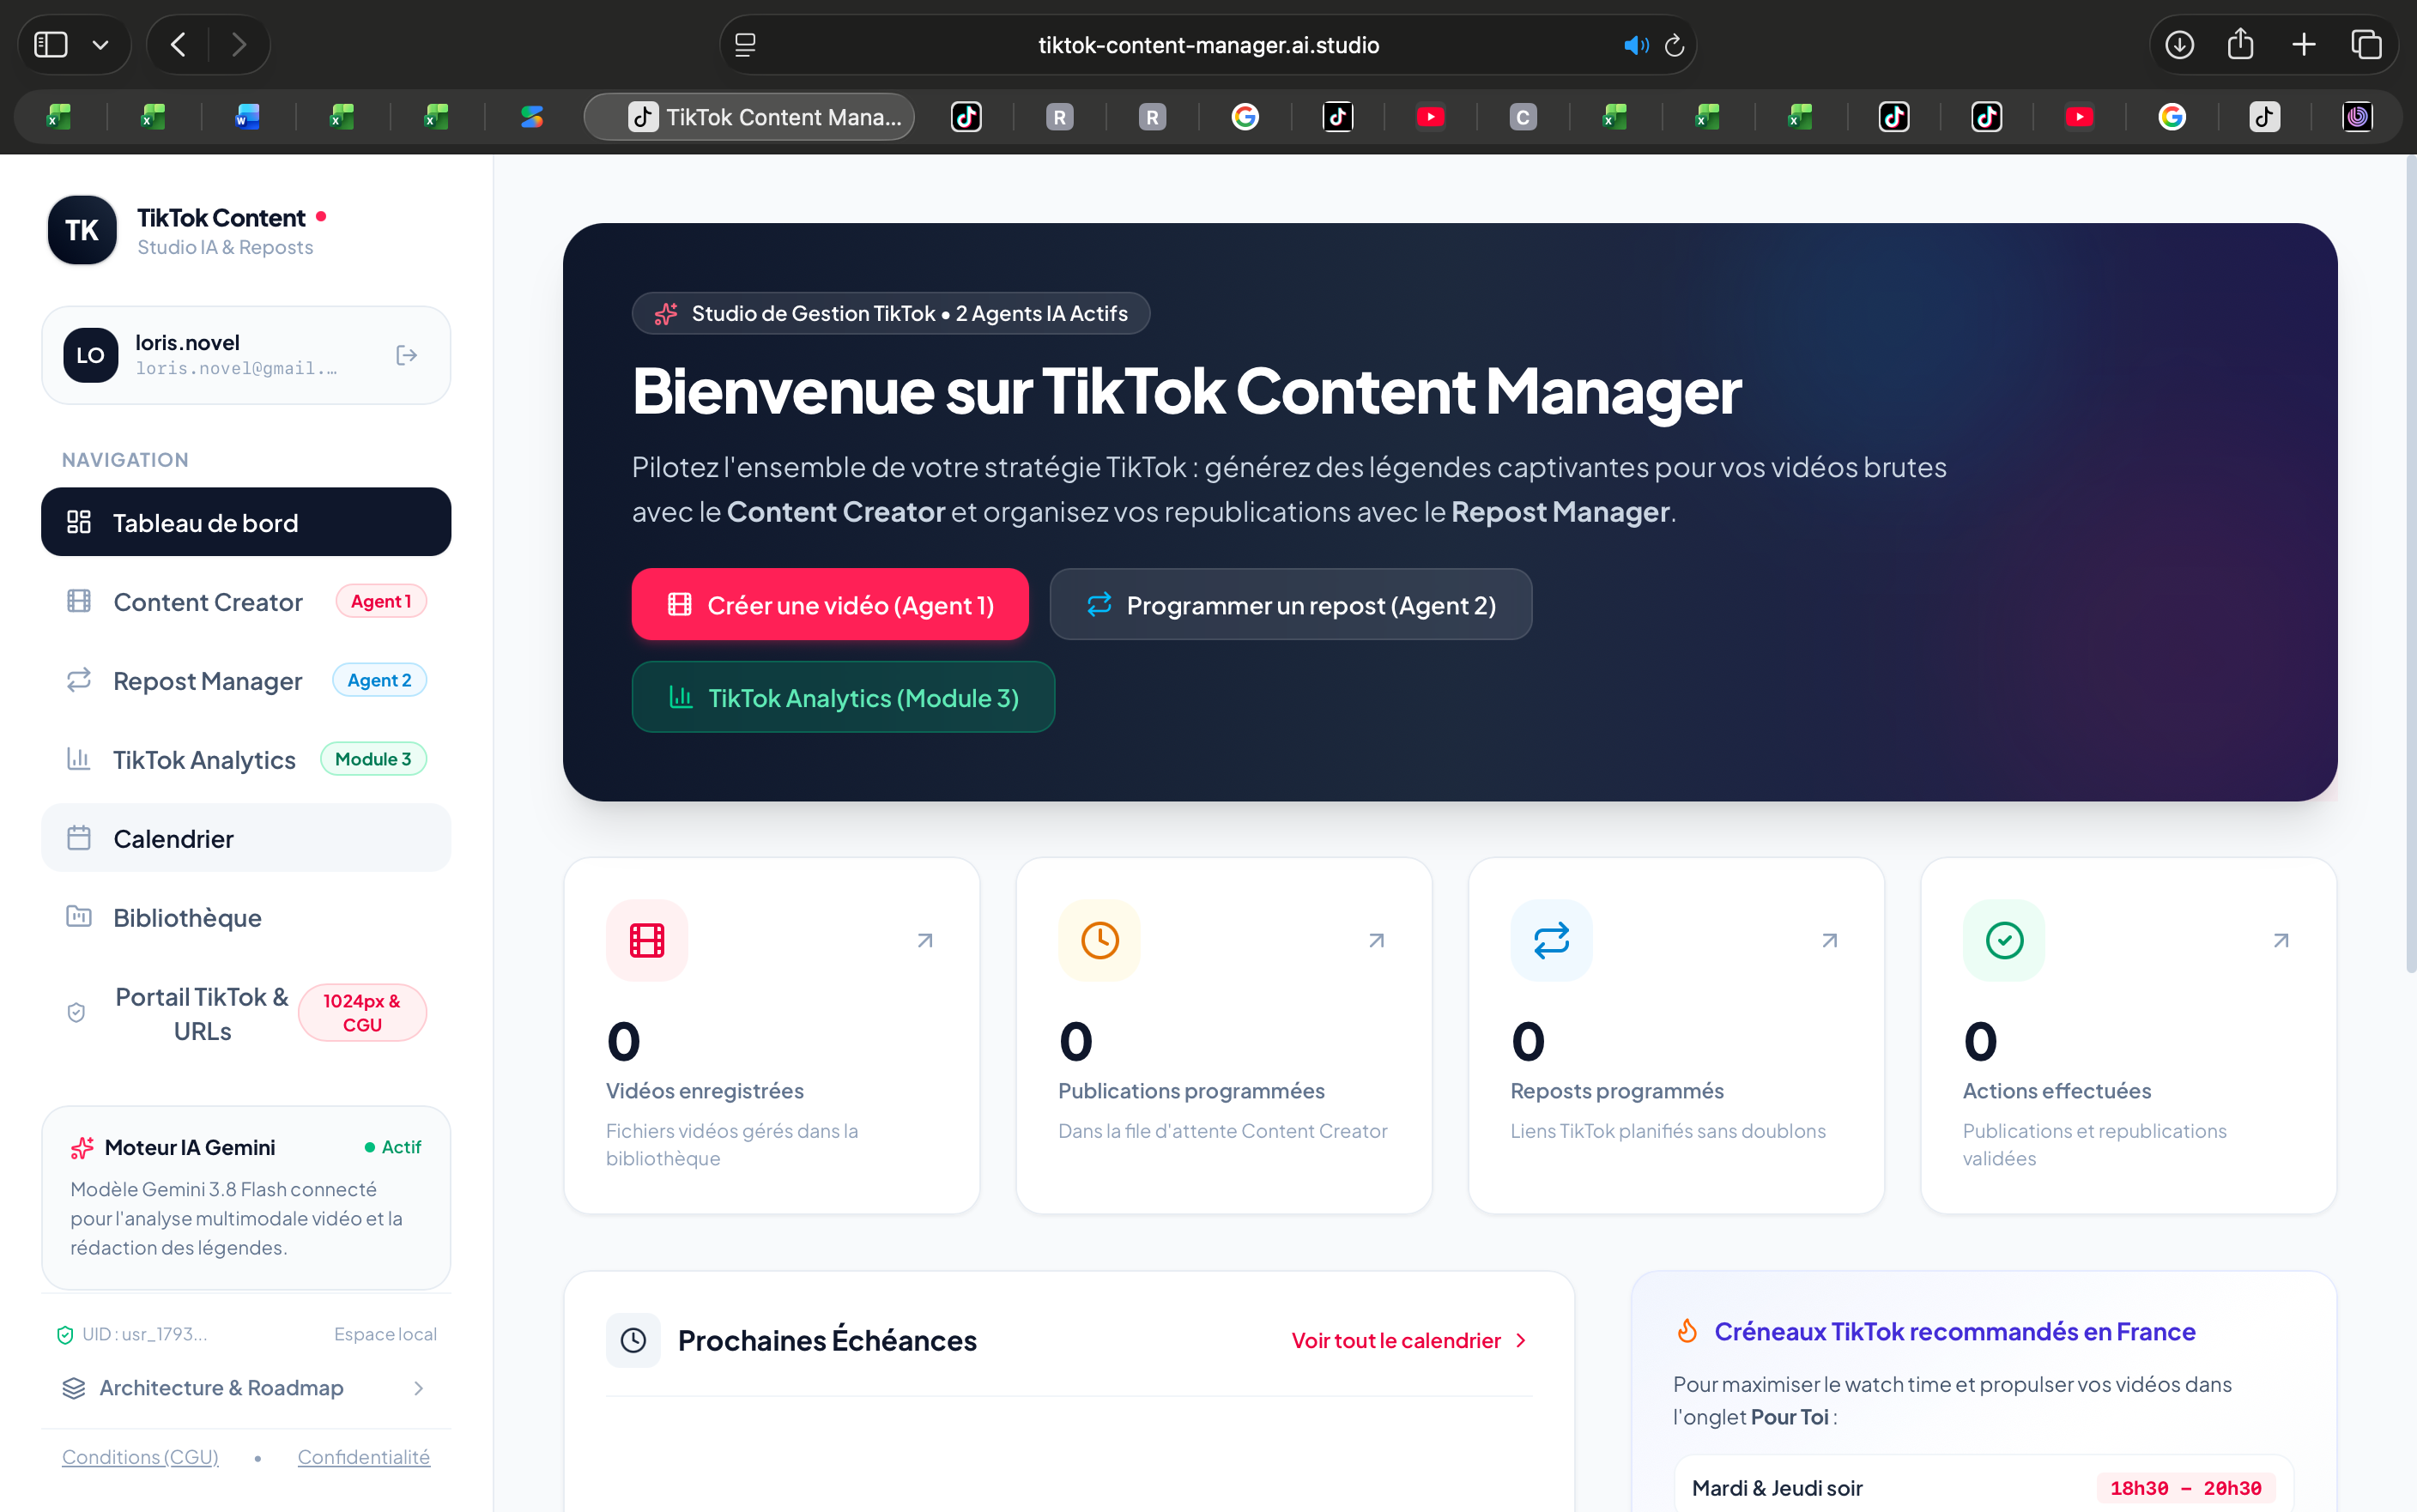 tiktok-content-manager.ai.studio
TikTok Content Mana...
R
R
C
TK
TikTok Content
Studio IA & Reposts
LO
loris.novel
loris.novel@gmail.…
NAVIGATION
Tableau de bord
Content Creator
Agent 1
Repost Manager
Agent 2
TikTok Analytics
Module 3
Calendrier
Bibliothèque
Portail TikTok &
URLs
1024px &
CGU
Moteur IA Gemini
Actif
Modèle Gemini 3.8 Flash connecté
pour l'analyse multimodale vidéo et la
rédaction des légendes.
UID : usr_1793...
Espace local
Architecture & Roadmap
Conditions (CGU)
•
Confidentialité
Studio de Gestion TikTok • 2 Agents IA Actifs
Bienvenue sur TikTok Content Manager
Pilotez l'ensemble de votre stratégie TikTok : générez des légendes captivantes pour vos vidéos brutes
avec le Content Creator et organisez vos republications avec le Repost Manager.
Créer une vidéo (Agent 1)
Programmer un repost (Agent 2)
TikTok Analytics (Module 3)
0
Vidéos enregistrées
Fichiers vidéos gérés dans la
bibliothèque
0
Publications programmées
Dans la file d'attente Content Creator
0
Reposts programmés
Liens TikTok planifiés sans doublons
0
Actions effectuées
Publications et republications
validées
Prochaines Échéances
Voir tout le calendrier
Créneaux TikTok recommandés en France
Pour maximiser le watch time et propulser vos vidéos dans
l'onglet Pour Toi :
Mardi & Jeudi soir
18h30 – 20h30